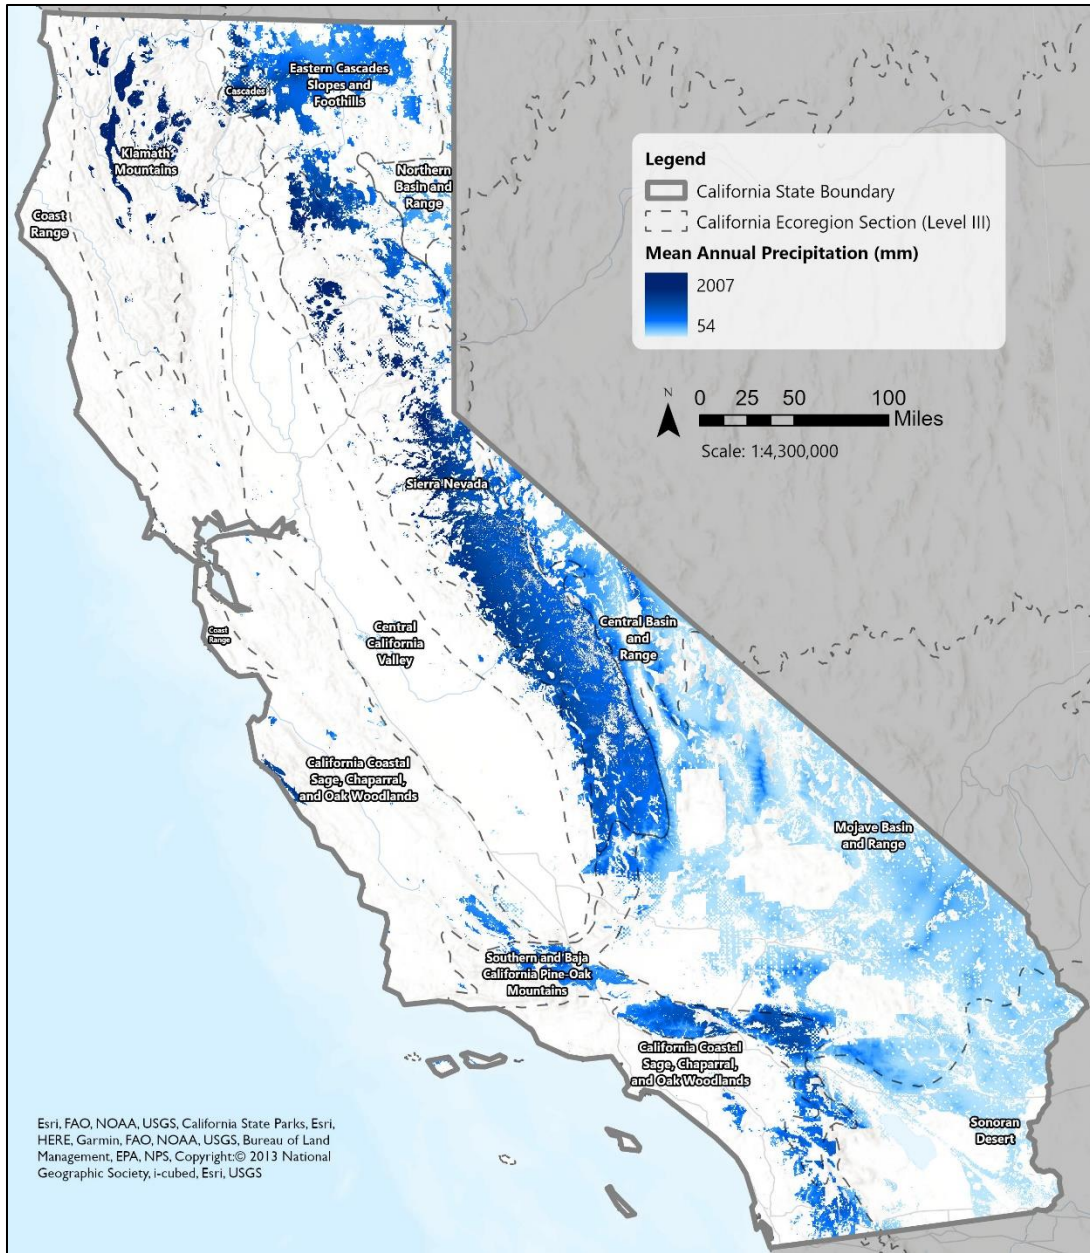 Eastern Cascades
Slopes and
Foothills
Cascades
Klamath
Mountains
Northern
Basin and
Range
Coast
Range
Legend
California State Boundary
California Ecoregion Section (Level III)
Mean Annual Precipitation (mm)
2007
54
N
0 25 50 100
Miles
Scale: 1:4,300,000
Sierra Nevada
Central Basin
and
Range
Coast
Range
Central
California
Valley
California Coastal
Sage, Chaparral,
and Oak Woodlands
Mojave Basin
and Range
Southern and Baja
California Pine-Oak
Mountains
California Coastal
Sage, Chaparral,
and Oak Woodlands
Sonoran
Desert
Esri, FAO, NOAA, USGS, California State Parks, Esri,
HERE, Garmin, FAO, NOAA, USGS, Bureau of Land
Management, EPA, NPS, Copyright:© 2013 National
Geographic Society, i-cubed, Esri, USGS